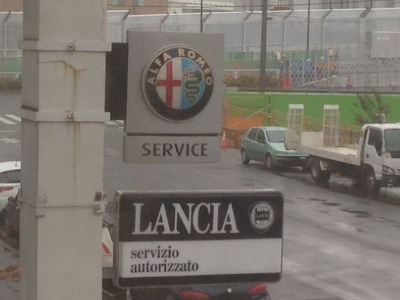 ALFA ROMEO
SERVICE
LANCIA
servizio
autorizzato